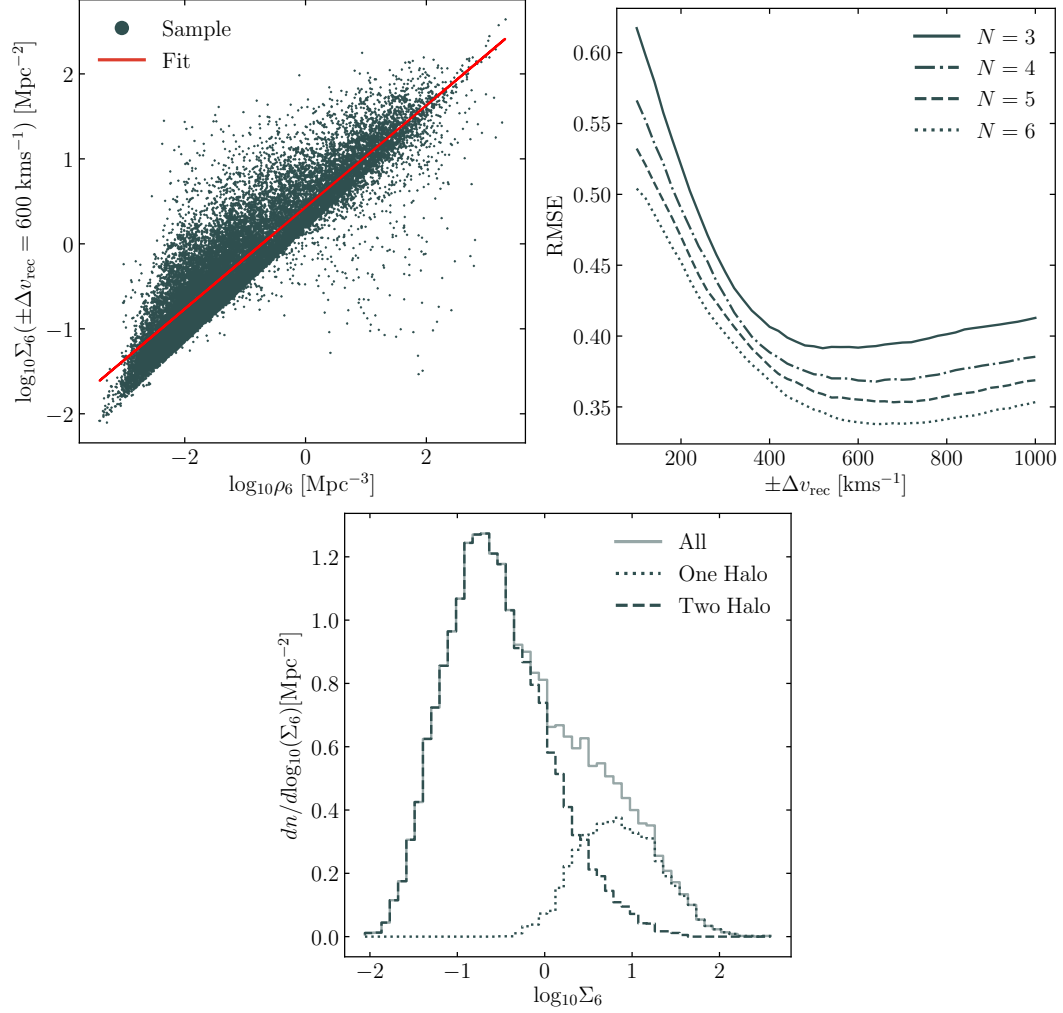 Sample
Fit
2
1
0
−1
−2
−2
0
2
log₁₀Σ₆(±Δv_rec = 600 kms⁻¹) [Mpc⁻²]
log₁₀ρ₆ [Mpc⁻³]
N = 3
N = 4
N = 5
N = 6
0.60
0.55
0.50
0.45
0.40
0.35
RMSE
200
400
600
800
1000
±Δv_rec [kms⁻¹]
All
One Halo
Two Halo
1.2
1.0
0.8
0.6
0.4
0.2
0.0
dn/dlog₁₀(Σ₆)[Mpc⁻²]
−2
−1
0
1
2
log₁₀Σ₆